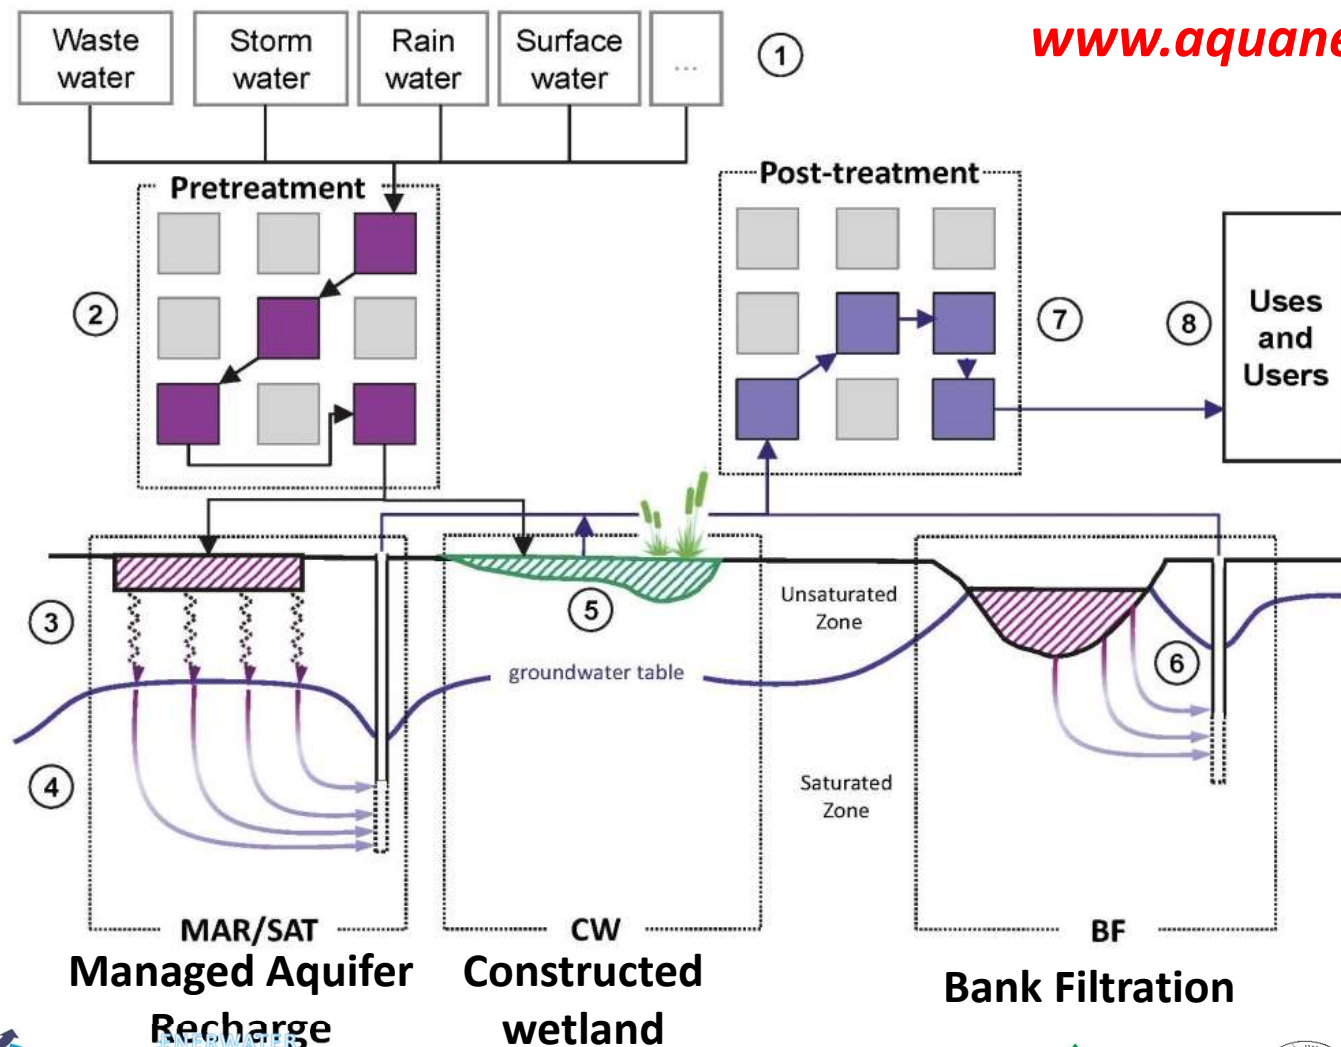 Waste
water
Storm
water
Rain
water
Surface
water
...
1
www.aquane
Pretreatment
2
Post-treatment
7
8
Uses
and
Users
3
4
5
6
Unsaturated
Zone
groundwater table
Saturated
Zone
MAR/SAT
CW
BF
Managed Aquifer
Recharge
Constructed
wetland
Bank Filtration
ENERWATER